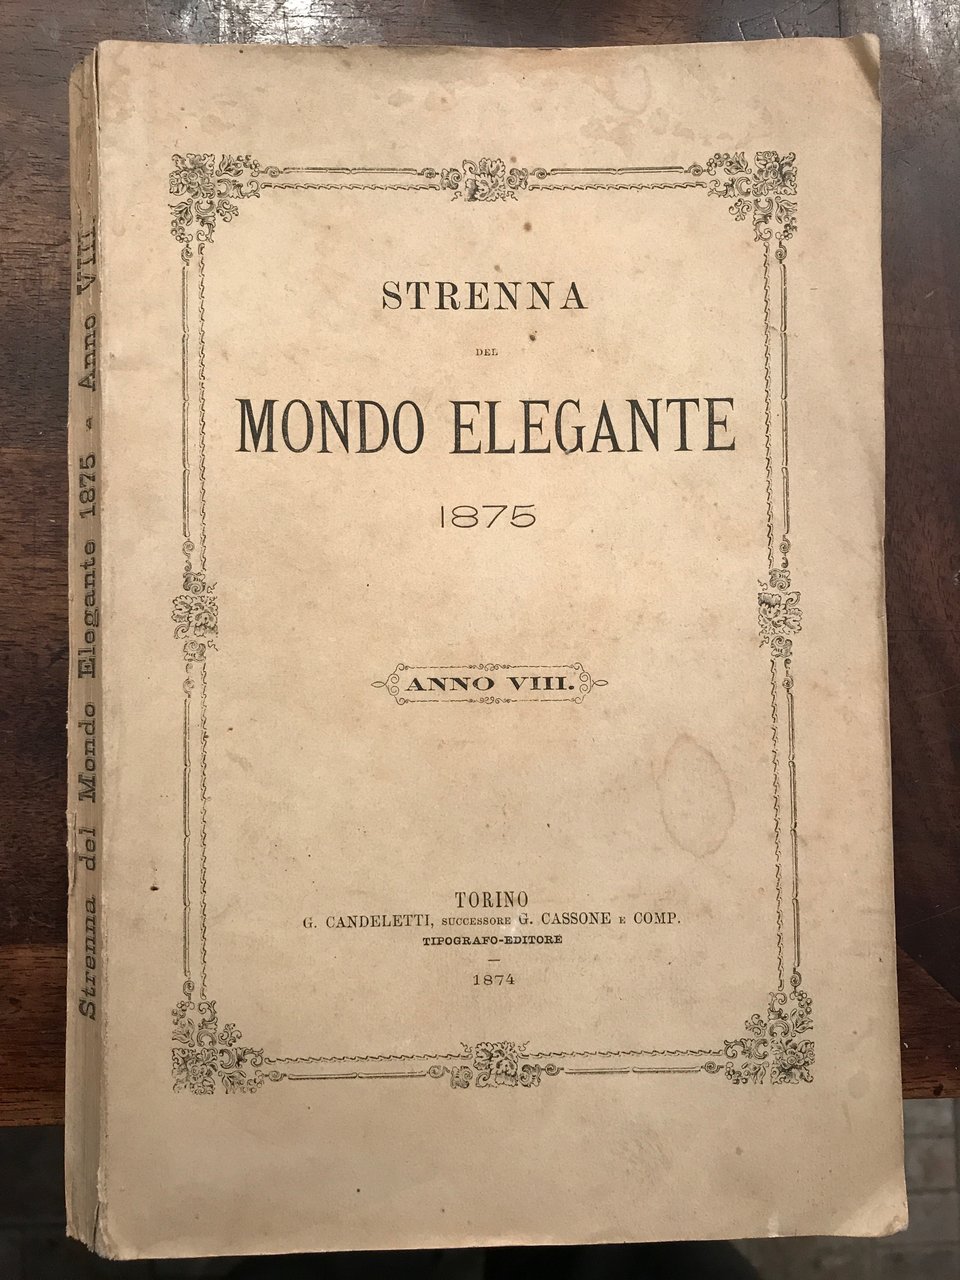 STRENNA
DEL
MONDO ELEGANTE
1875
ANNO VIII.
TORINO
G. CANDELETTI, SUCCESSORE G. CASSONE E COMP.
TIPOGRAFO-EDITORE
1874
Strenna del Mondo Elegante 1875 - Anno VIII.